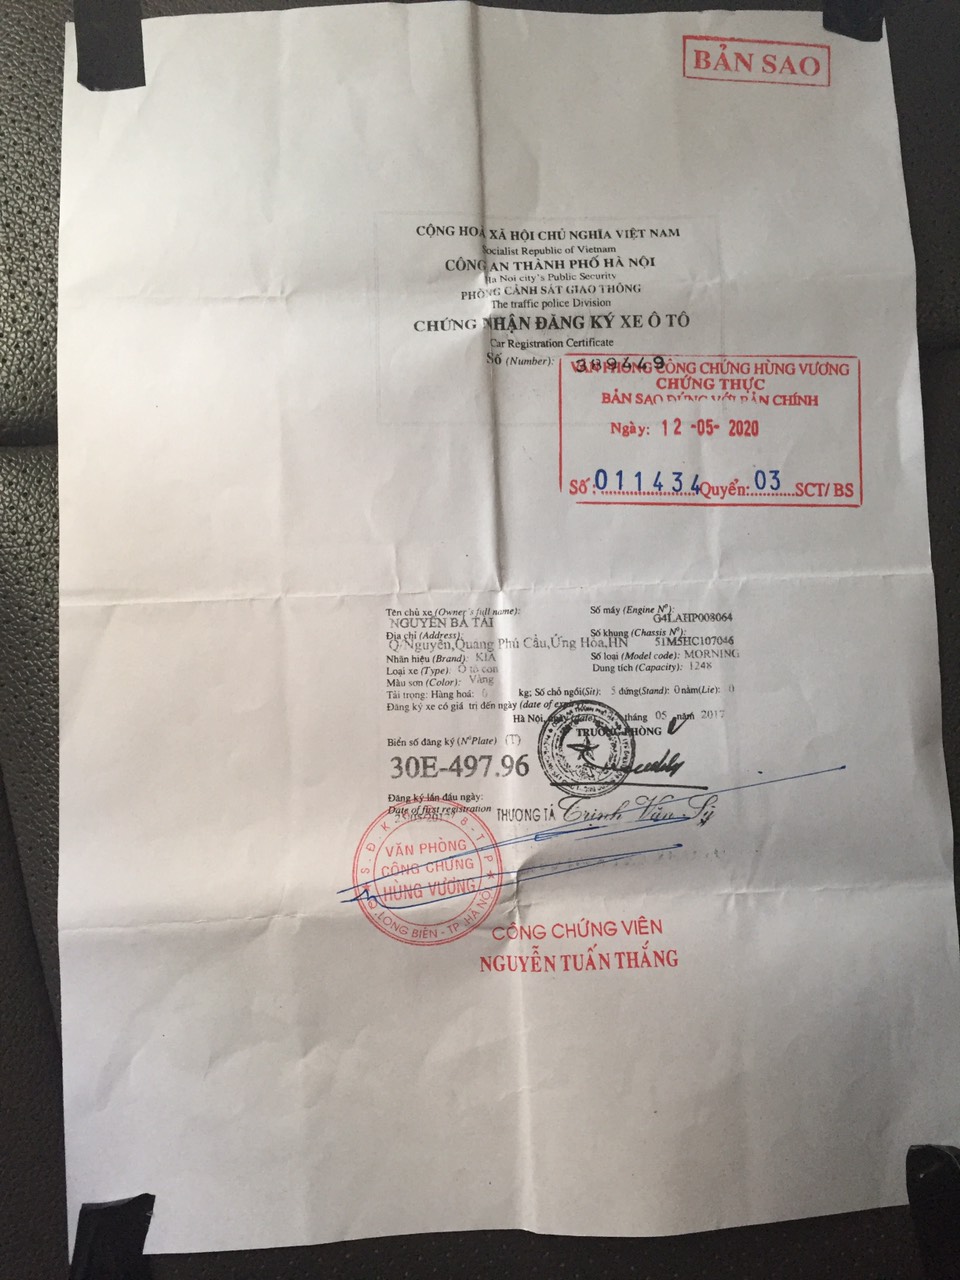 BẢN SAO
CỘNG HOÀ XÃ HỘI CHỦ NGHĨA VIỆT NAM
Socialist Republic of Vietnam
CÔNG AN THÀNH PHỐ HÀ NỘI
Ha Noi city's Public Security
PHÒNG CẢNH SÁT GIAO THÔNG
The traffic police Division
CHỨNG NHẬN ĐĂNG KÝ XE Ô TÔ
Car Registration Certificate
Số (Number): 389449
VĂN PHÒNG CÔNG CHỨNG HÙNG VƯƠNG
CHỨNG THỰC
BẢN SAO ĐÚNG VỚI BẢN CHÍNH
Ngày: 12 -05- 2020
Số: 011434 Quyển: 03 SCT/ BS
Tên chủ xe (Owner's full name):
NGUYỄN BÁ TÀI
Địa chỉ (Address):
Q/Nguyên,Quang Phú Cầu,Ứng Hòa,HN
Nhãn hiệu (Brand): KIA
Loại xe (Type): Ô tô con
Màu sơn (Color): Vàng
Số máy (Engine Nº):
G4LAHP008064
Số khung (Chassis Nº):
51M5HC107046
Số loại (Model code): MORNING
Dung tích (Capacity): 1248
Tải trọng: Hàng hoá: 0 kg; Số chỗ ngồi(Sit): 5 đứng(Stand): 0 nằm(Lie): 0
Đăng ký xe có giá trị đến ngày (date of
Hà Nội, ngày (date) tháng 05 năm 2017
TRƯỞNG PHÒNG
Biển số đăng ký (NºPlate) (T)
30E-497.96
Đăng ký lần đầu ngày:
Date of first registration
THƯỢNG TÁ Trịnh Văn Sỹ
VĂN PHÒNG
CÔNG CHỨNG
HÙNG VƯƠNG
LONG BIÊN - TP .HÀ NỘI
CÔNG CHỨNG VIÊN
NGUYỄN TUẤN THẮNG